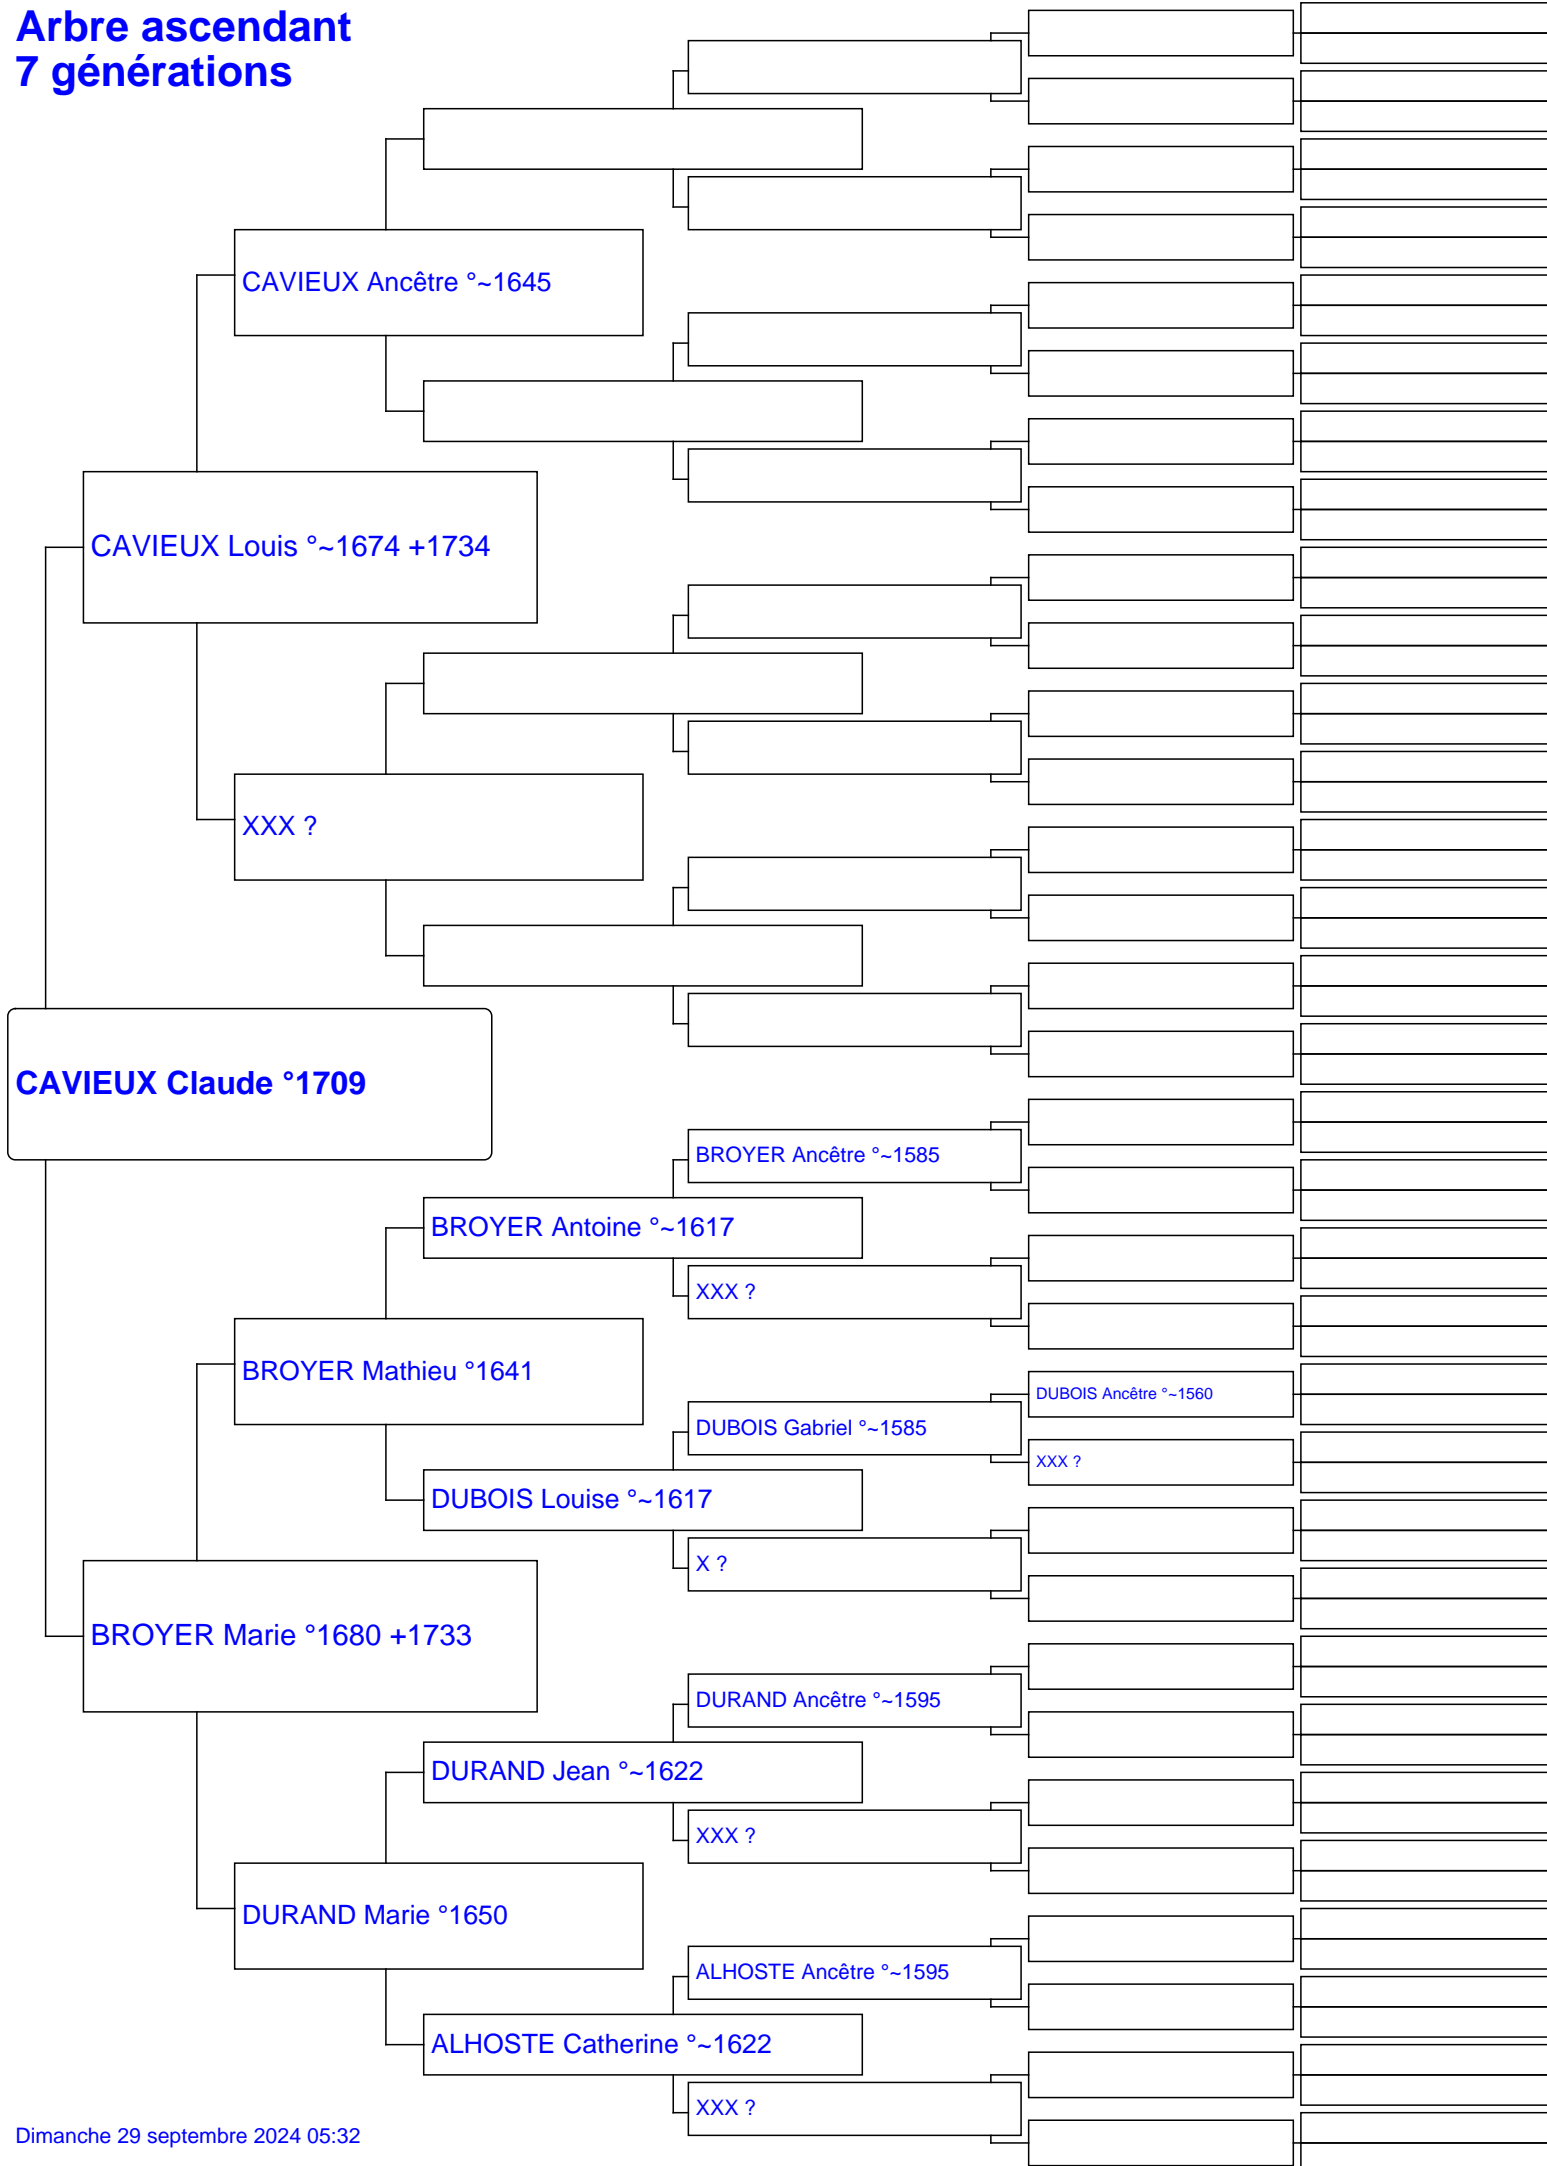 Arbre ascendant
7 générations
CAVIEUX Ancêtre °~1645
CAVIEUX Louis °~1674 +1734
XXX ?
CAVIEUX Claude °1709
BROYER Ancêtre °~1585
BROYER Antoine °~1617
XXX ?
BROYER Mathieu °1641
DUBOIS Ancêtre °~1560
DUBOIS Gabriel °~1585
XXX ?
DUBOIS Louise °~1617
X ?
BROYER Marie °1680 +1733
DURAND Ancêtre °~1595
DURAND Jean °~1622
XXX ?
DURAND Marie °1650
ALHOSTE Ancêtre °~1595
ALHOSTE Catherine °~1622
XXX ?
Dimanche 29 septembre 2024 05:32